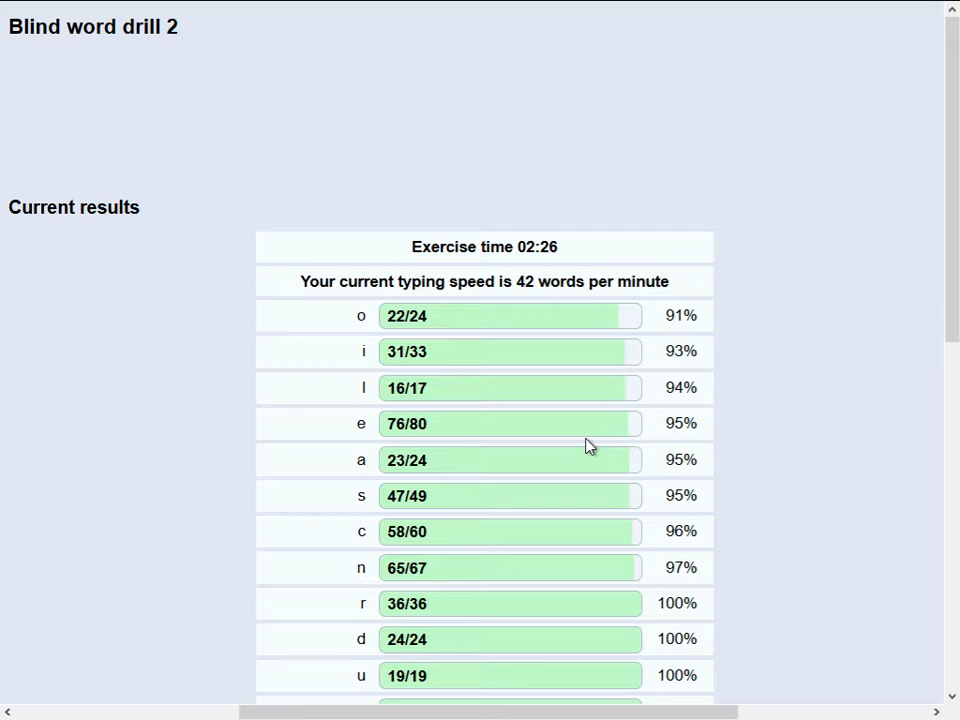 Blind word drill 2
Current results
Exercise time 02:26
Your current typing speed is 42 words per minute
o 22/24 91%
i 31/33 93%
l 16/17 94%
e 76/80 95%
a 23/24 95%
s 47/49 95%
c 58/60 96%
n 65/67 97%
r 36/36 100%
d 24/24 100%
u 19/19 100%